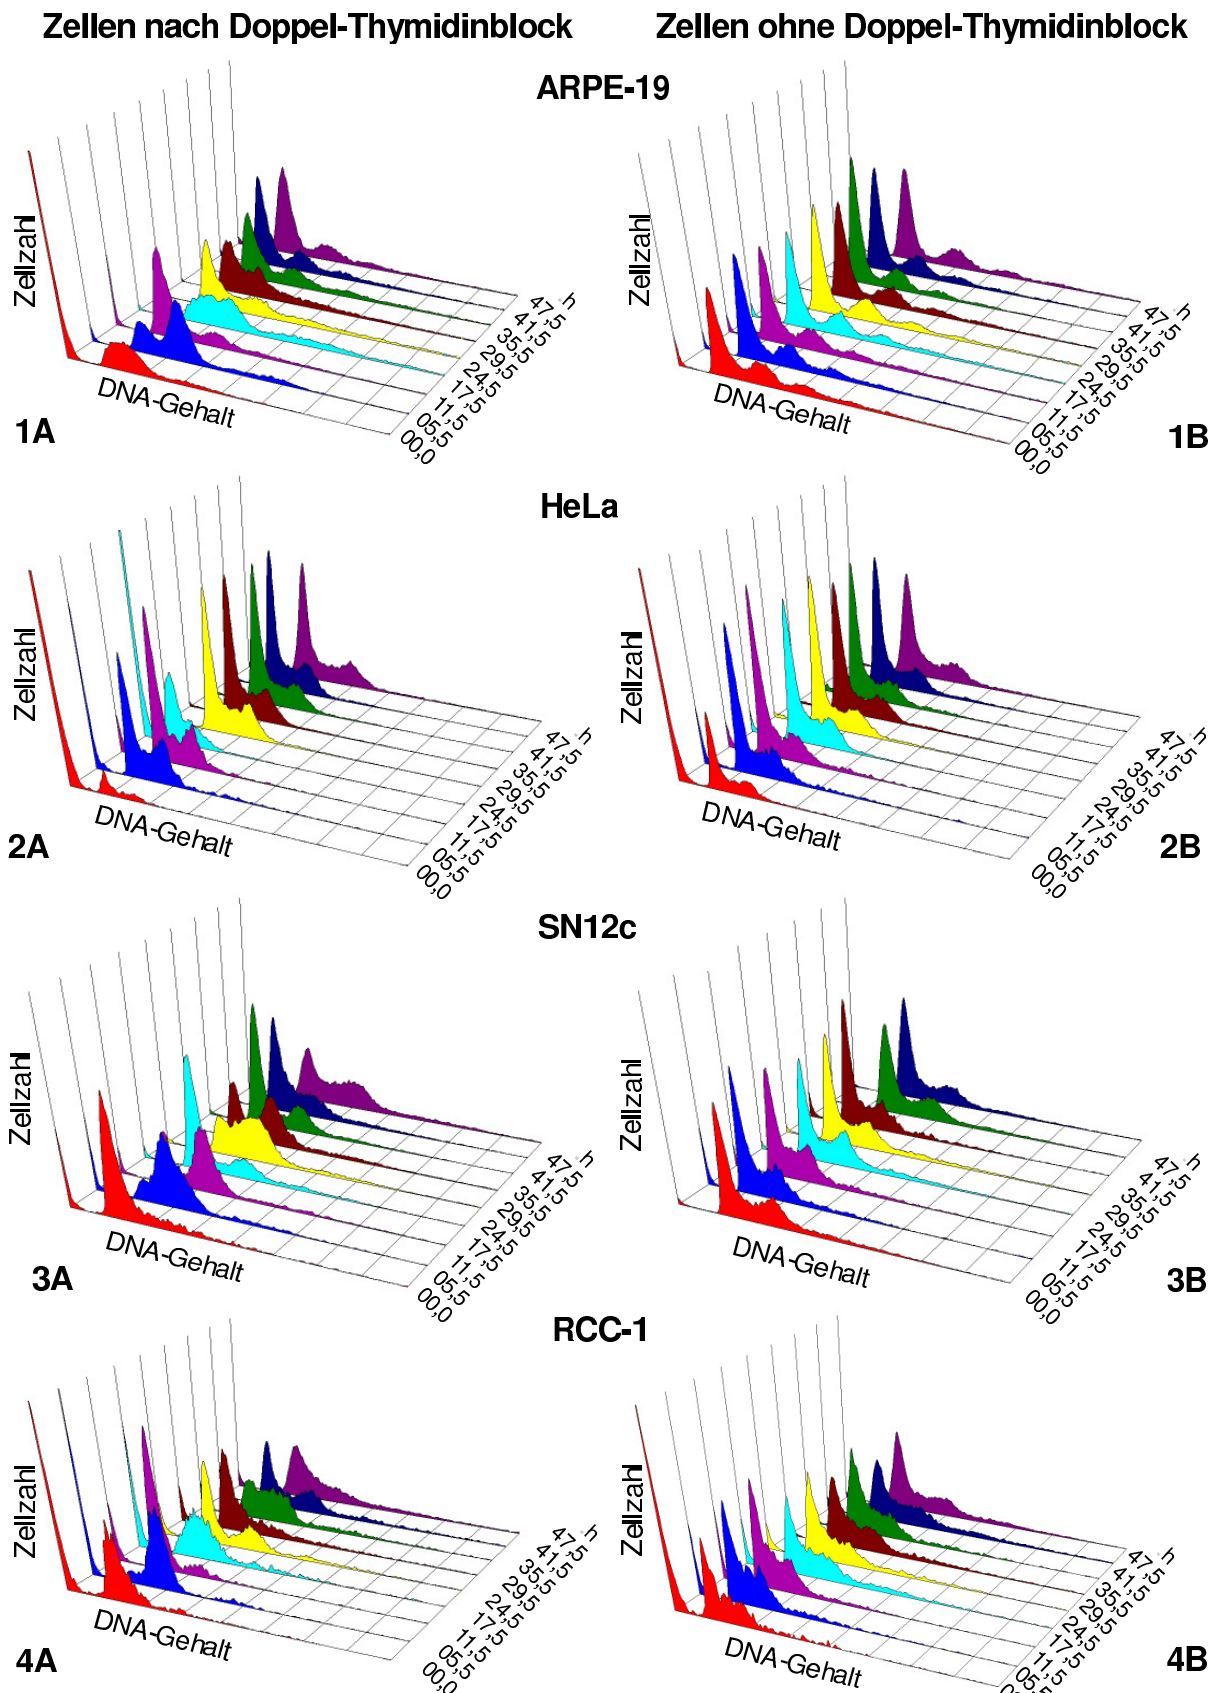 Zellen nach Doppel-Thymidinblock
Zellen ohne Doppel-Thymidinblock
ARPE-19
Zellzahl
DNA-Gehalt
00,0
05,5
11,5
17,5
24,5
29,5
35,5
41,5
47,5
h
1A
Zellzahl
DNA-Gehalt
00,0
05,5
11,5
17,5
24,5
29,5
35,5
41,5
47,5
h
1B
HeLa
Zellzahl
DNA-Gehalt
00,0
05,5
11,5
17,5
24,5
29,5
35,5
41,5
47,5
h
2A
Zellzahl
DNA-Gehalt
00,0
05,5
11,5
17,5
24,5
29,5
35,5
41,5
47,5
h
2B
SN12c
Zellzahl
DNA-Gehalt
00,0
05,5
11,5
17,5
24,5
29,5
35,5
41,5
47,5
h
3A
Zellzahl
DNA-Gehalt
00,0
05,5
11,5
17,5
24,5
29,5
35,5
41,5
47,5
h
3B
RCC-1
Zellzahl
DNA-Gehalt
00,0
05,5
11,5
17,5
24,5
29,5
35,5
41,5
47,5
h
4A
Zellzahl
DNA-Gehalt
05,5
11,5
17,5
24,5
29,5
35,5
41,5
47,5
h
4B